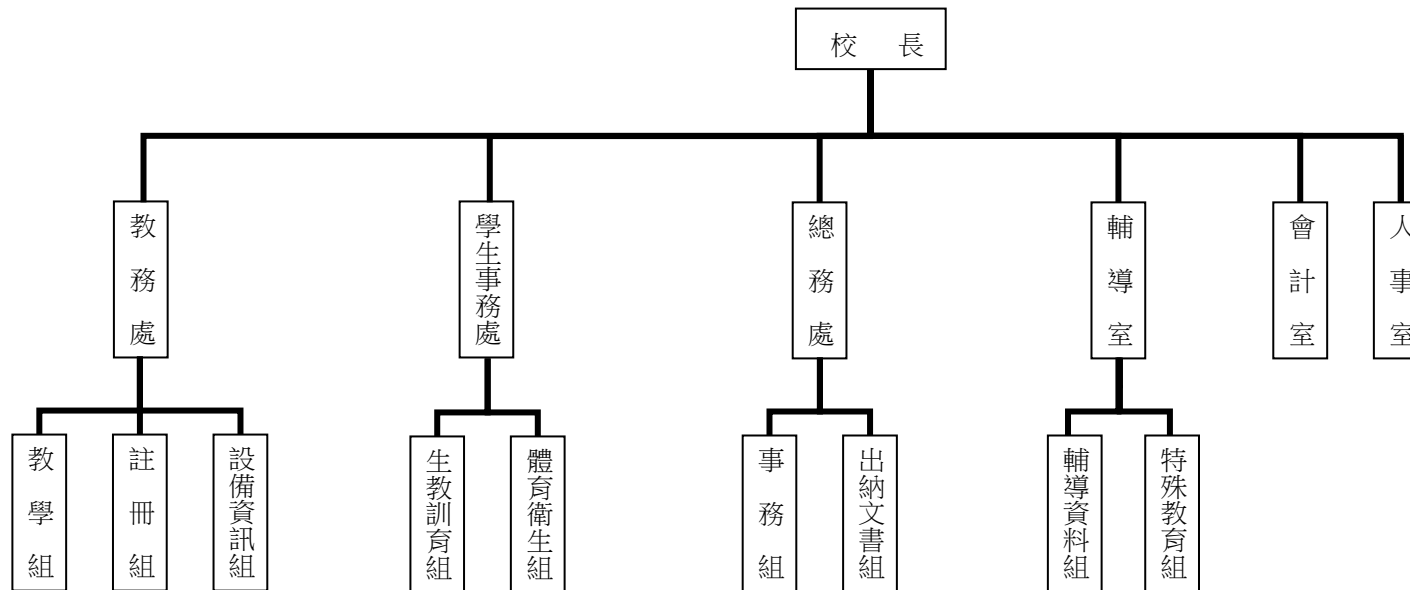 校長
教務處
學生事務處
總務處
輔導室
會計室
人事室
教學組
註冊組
設備資訊組
生教訓育組
體育衛生組
事務組
出納文書組
輔導資料組
特殊教育組